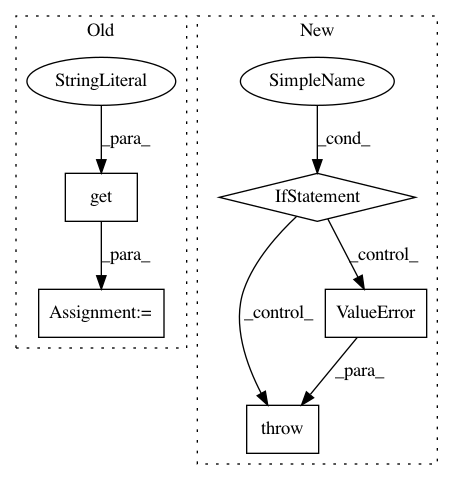 Old
New
StringLiteral
SimpleName
_para_
_cond_
get
IfStatement
_para_
_control_
_control_
Assignment:=
ValueError
_para_
throw